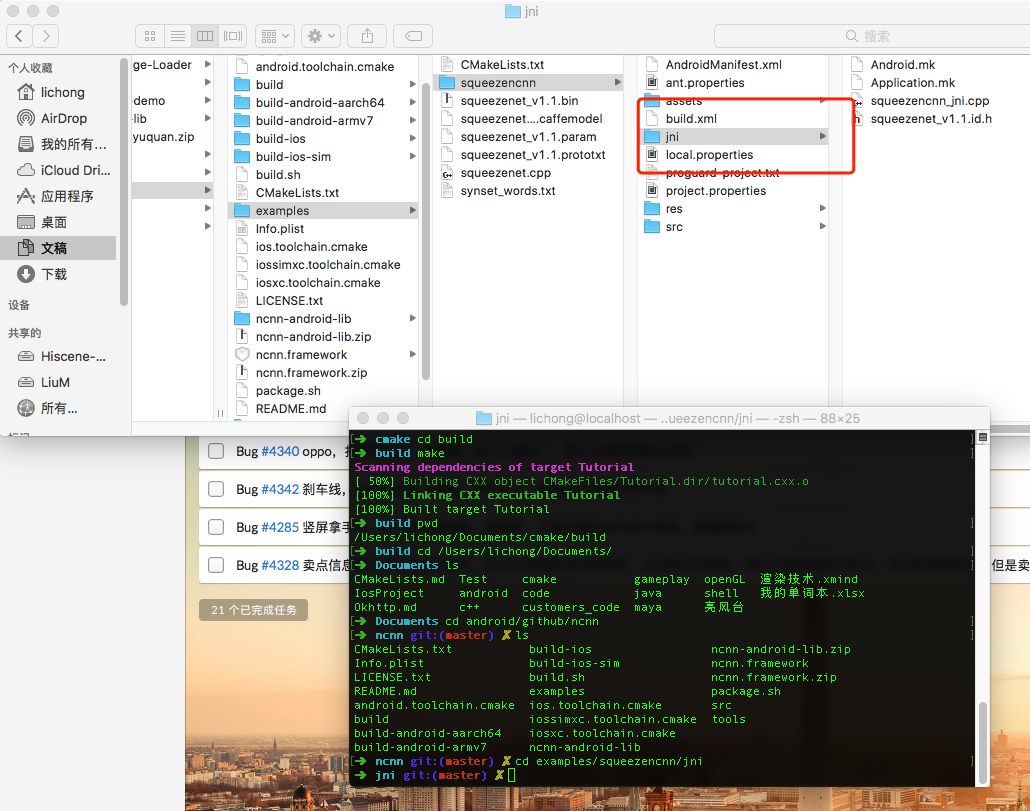 jni
搜索
个人收藏
lichong
AirDrop
我的所有...
iCloud Dri...
应用程序
桌面
文稿
下载
设备
共享的
Hiscene-...
LiuM
所有...
ge-Loader
-demo
-lib
yuquan.zip
android.toolchain.cmake
build
build-android-aarch64
build-android-armv7
build-ios
build-ios-sim
build.sh
CMakeLists.txt
examples
Info.plist
ios.toolchain.cmake
iossimxc.toolchain.cmake
iosxc.toolchain.cmake
LICENSE.txt
ncnn-android-lib
ncnn-android-lib.zip
ncnn.framework
ncnn.framework.zip
package.sh
README.md
CMakeLists.txt
squeezencnn
squeezenet_v1.1.bin
squeezenet....caffemodel
squeezenet_v1.1.param
squeezenet_v1.1.prototxt
squeezenet.cpp
synset_words.txt
AndroidManifest.xml
ant.properties
assets
build.xml
jni
local.properties
proguard-project.txt
project.properties
res
src
Android.mk
Application.mk
squeezencnn_jni.cpp
squeezenet_v1.1.id.h
Bug #4340 oppo，
Bug #4342 刹车线，
Bug #4285 竖屏拿手
Bug #4328 卖点信息
但是卖
21 个已完成任务
jni — lichong@localhost — ..ueezencnn/jni — -zsh — 88×25
[➜ cmake cd build ]
[➜ build make ]
Scanning dependencies of target Tutorial
[ 50%] Building CXX object CMakeFiles/Tutorial.dir/tutorial.cxx.o
[100%] Linking CXX executable Tutorial
[100%] Built target Tutorial
[➜ build pwd ]
/Users/lichong/Documents/cmake/build
[➜ build cd /Users/lichong/Documents/ ]
[➜ Documents ls ]
CMakeLists.md Test cmake gameplay openGL 渲染技术.xmind
IosProject android code java shell 我的单词本.xlsx
Okhttp.md c++ customers_code maya 亮风台
[➜ Documents cd android/github/ncnn ]
[➜ ncnn git:(master) ✗ ls ]
CMakeLists.txt build-ios ncnn-android-lib.zip
Info.plist build-ios-sim ncnn.framework
LICENSE.txt build.sh ncnn.framework.zip
README.md examples package.sh
android.toolchain.cmake ios.toolchain.cmake src
build iossimxc.toolchain.cmake tools
build-android-aarch64 iosxc.toolchain.cmake
build-android-armv7 ncnn-android-lib
[➜ ncnn git:(master) ✗ cd examples/squeezencnn/jni ]
➜ jni git:(master) ✗